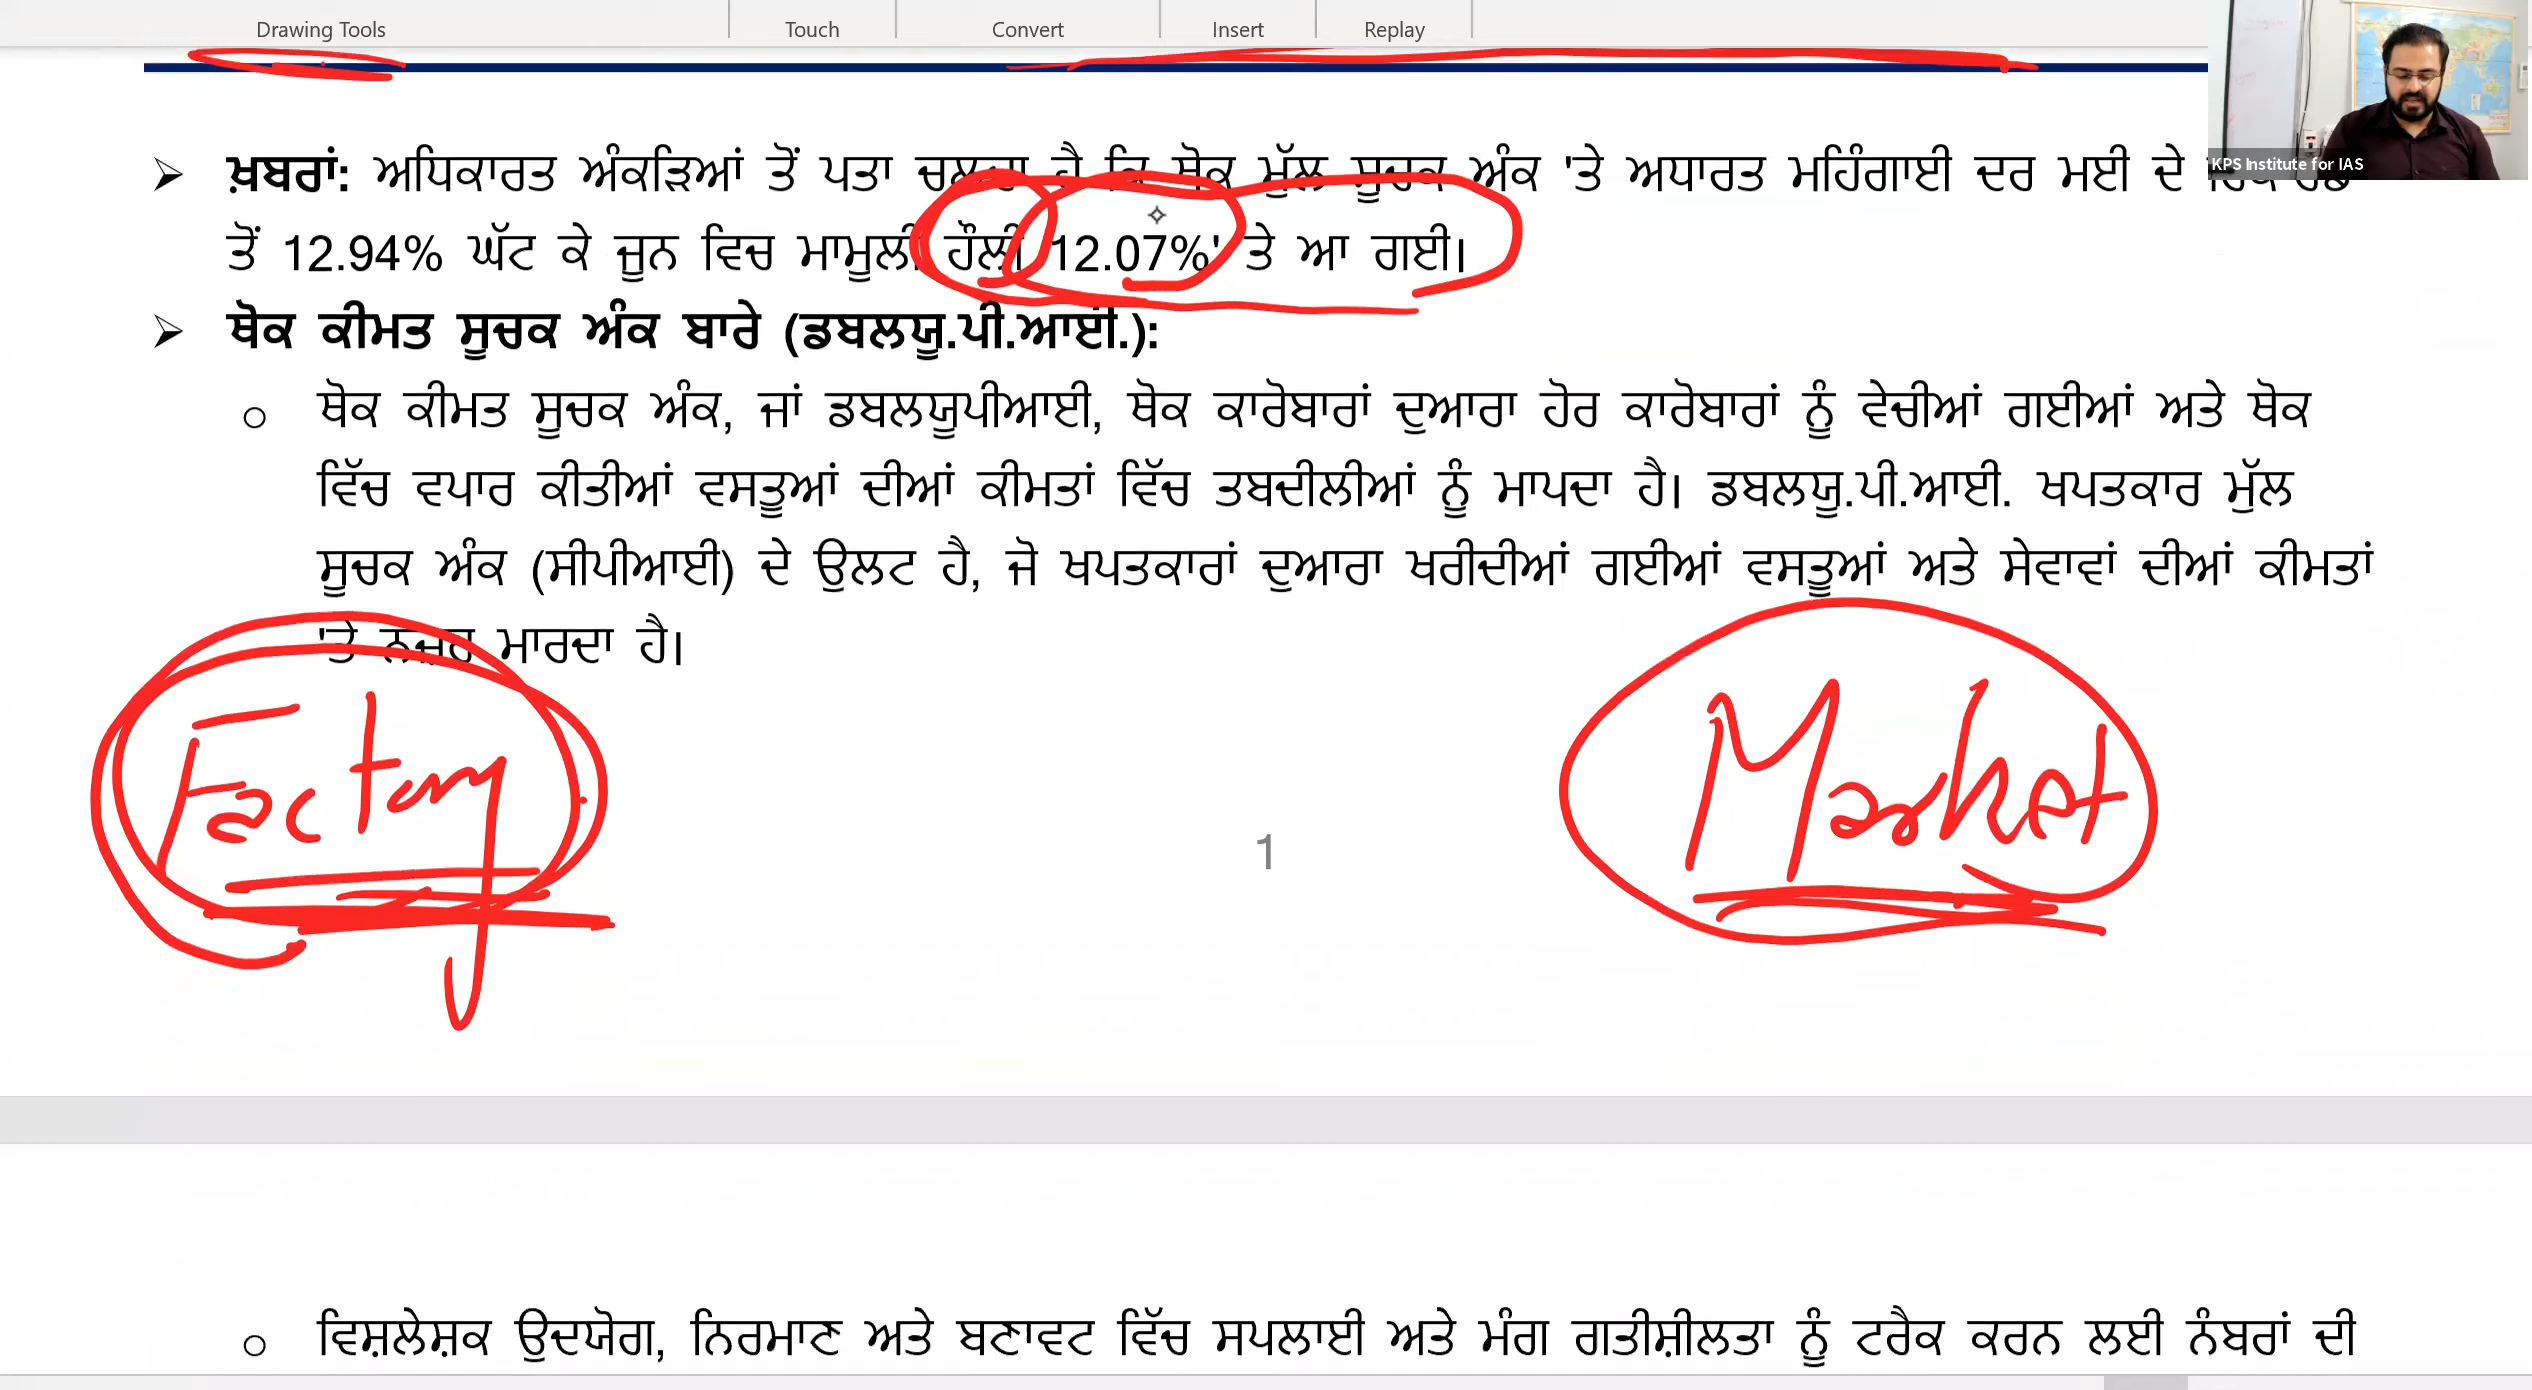 Drawing Tools Touch Convert Insert Replay
KPS Institute for IAS
➢ ਖ਼ਬਰਾਂ: ਅਧਿਕਾਰਤ ਅੰਕੜਿਆਂ ਤੋਂ ਪਤਾ ਚਲਦਾ ਹੈ ਕਿ ਥੋਕ ਮੁੱਲ ਸੂਚਕ ਅੰਕ 'ਤੇ ਅਧਾਰਤ ਮਹਿੰਗਾਈ ਦਰ ਮਈ ਦੇ
ਤੋਂ 12.94% ਘੱਟ ਕੇ ਜੂਨ ਵਿਚ ਮਾਮੂਲੀ ਹੌਲੀ 12.07%' ਤੇ ਆ ਗਈ।
➢ ਥੋਕ ਕੀਮਤ ਸੂਚਕ ਅੰਕ ਬਾਰੇ (ਡਬਲਯੂ.ਪੀ.ਆਈ.):
o ਥੋਕ ਕੀਮਤ ਸੂਚਕ ਅੰਕ, ਜਾਂ ਡਬਲਯੂਪੀਆਈ, ਥੋਕ ਕਾਰੋਬਾਰਾਂ ਦੁਆਰਾ ਹੋਰ ਕਾਰੋਬਾਰਾਂ ਨੂੰ ਵੇਚੀਆਂ ਗਈਆਂ ਅਤੇ ਥੋਕ
ਵਿੱਚ ਵਪਾਰ ਕੀਤੀਆਂ ਵਸਤੂਆਂ ਦੀਆਂ ਕੀਮਤਾਂ ਵਿੱਚ ਤਬਦੀਲੀਆਂ ਨੂੰ ਮਾਪਦਾ ਹੈ। ਡਬਲਯੂ.ਪੀ.ਆਈ. ਖਪਤਕਾਰ ਮੁੱਲ
ਸੂਚਕ ਅੰਕ (ਸੀਪੀਆਈ) ਦੇ ਉਲਟ ਹੈ, ਜੋ ਖਪਤਕਾਰਾਂ ਦੁਆਰਾ ਖਰੀਦੀਆਂ ਗਈਆਂ ਵਸਤੂਆਂ ਅਤੇ ਸੇਵਾਵਾਂ ਦੀਆਂ ਕੀਮਤਾਂ
'ਤੇ ਨਜ਼ਰ ਮਾਰਦਾ ਹੈ।
Factory Market
1
o ਵਿਸ਼ਲੇਸ਼ਕ ਉਦਯੋਗ, ਨਿਰਮਾਣ ਅਤੇ ਬਣਾਵਟ ਵਿੱਚ ਸਪਲਾਈ ਅਤੇ ਮੰਗ ਗਤੀਸ਼ੀਲਤਾ ਨੂੰ ਟਰੈਕ ਕਰਨ ਲਈ ਨੰਬਰਾਂ ਦੀ